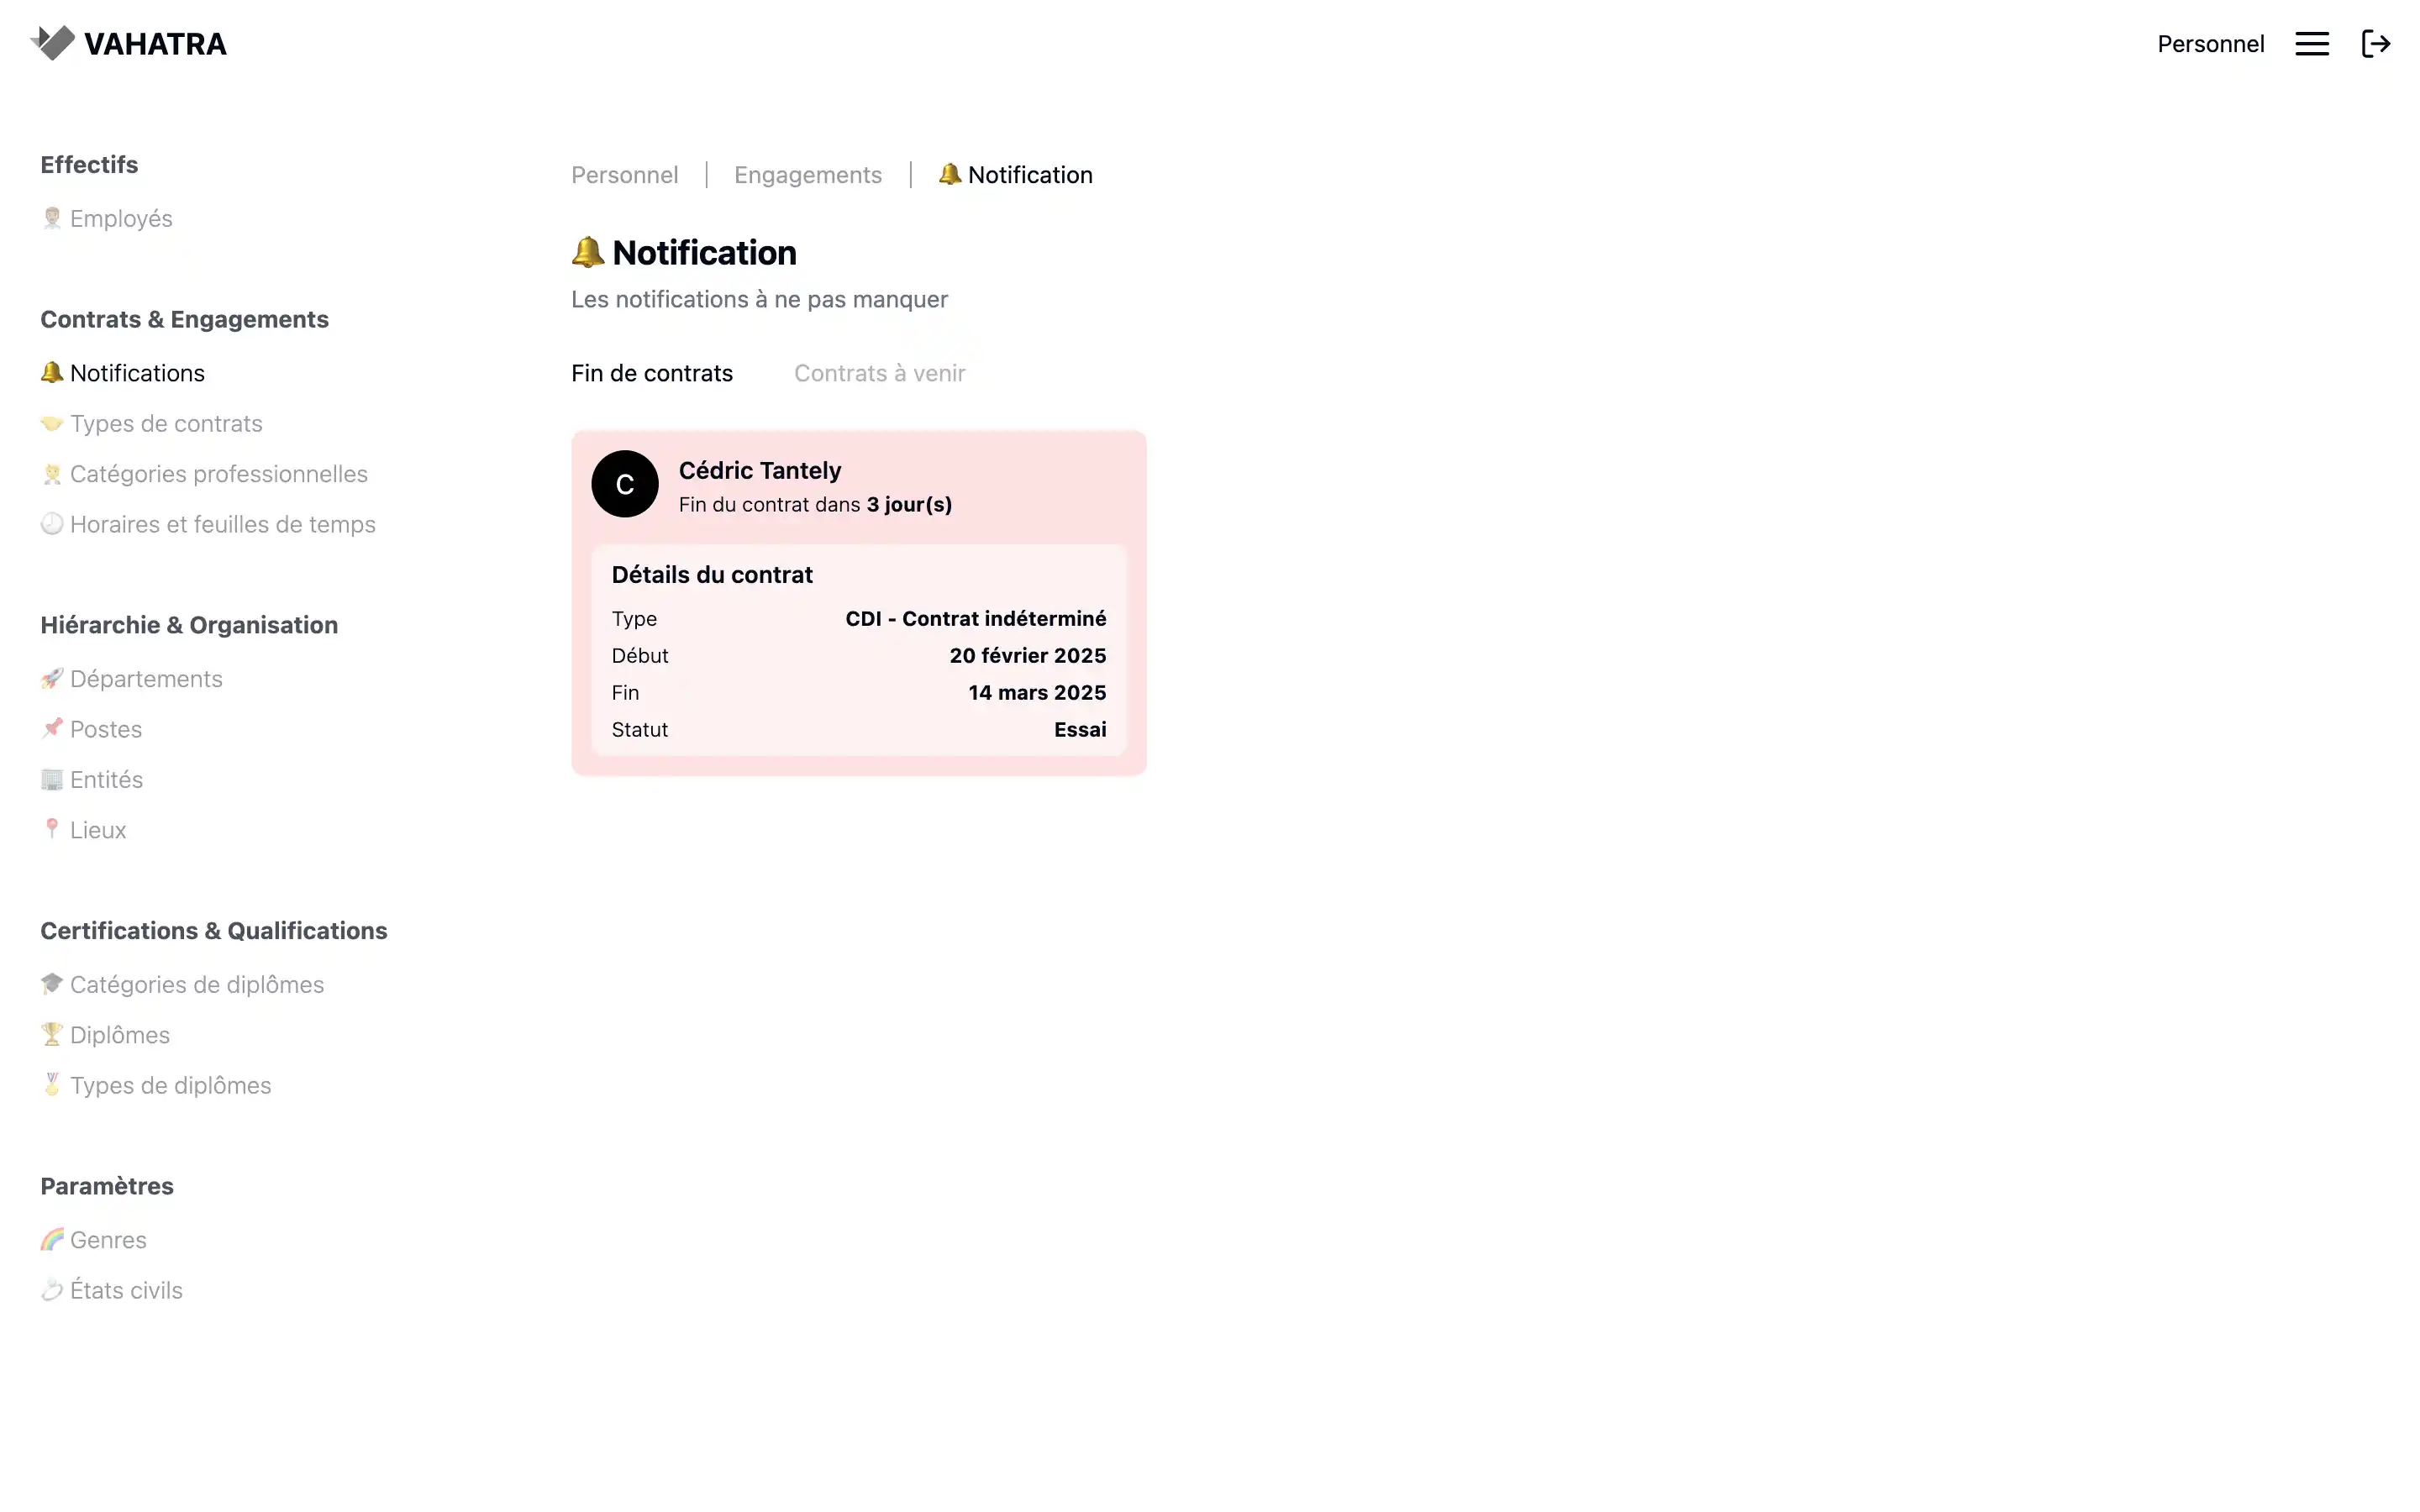 VAHATRA
Personnel
Effectifs
Employés
Contrats & Engagements
Notifications
Types de contrats
Catégories professionnelles
Horaires et feuilles de temps
Hiérarchie & Organisation
Départements
Postes
Entités
Lieux
Certifications & Qualifications
Catégories de diplômes
Diplômes
Types de diplômes
Paramètres
Genres
États civils
Personnel | Engagements | Notification
Notification
Les notifications à ne pas manquer
Fin de contrats Contrats à venir
C
Cédric Tantely
Fin du contrat dans 3 jour(s)
Détails du contrat
Type CDI - Contrat indéterminé
Début 20 février 2025
Fin 14 mars 2025
Statut Essai